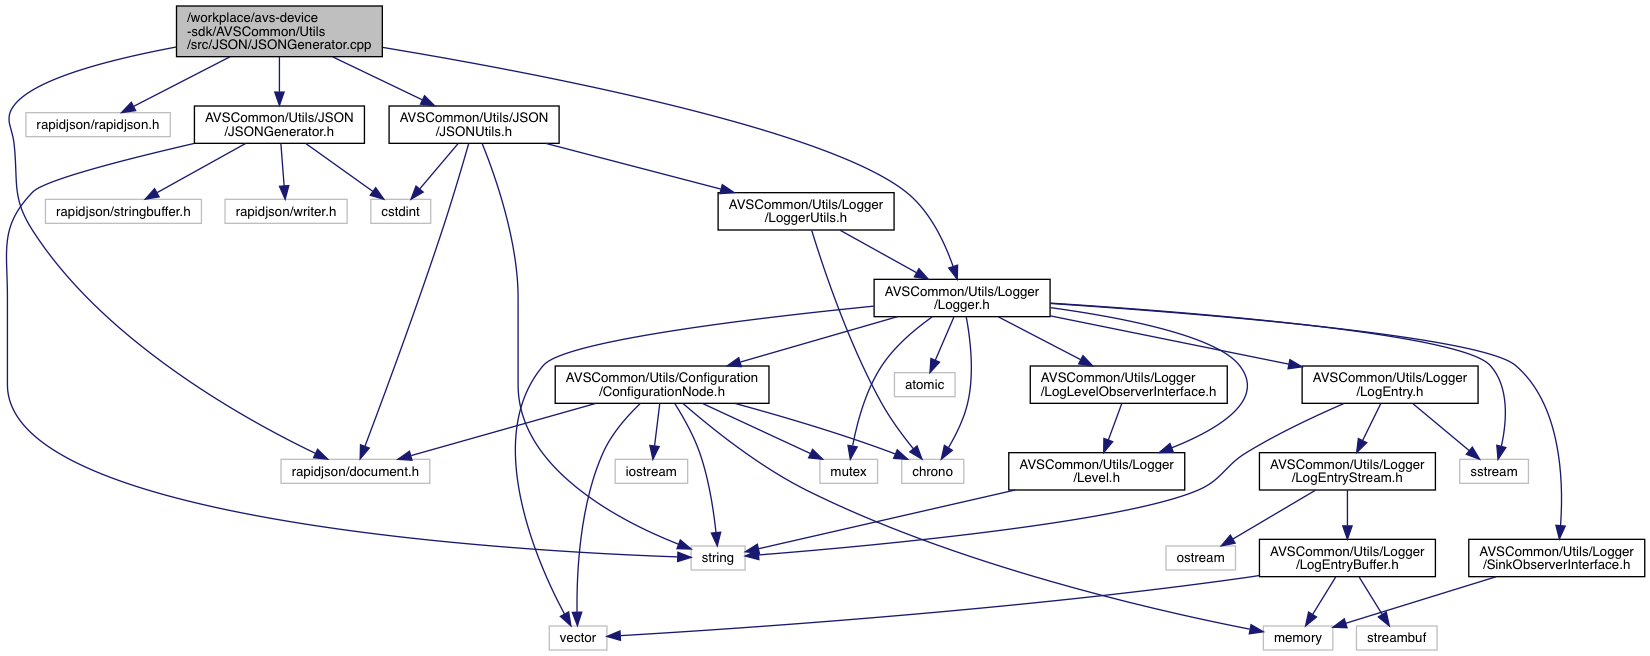 /workplace/avs-device
-sdk/AVSCommon/Utils
/src/JSON/JSONGenerator.cpp
rapidjson/rapidjson.h
AVSCommon/Utils/JSON
/JSONGenerator.h
AVSCommon/Utils/JSON
/JSONUtils.h
rapidjson/stringbuffer.h
rapidjson/writer.h
cstdint
AVSCommon/Utils/Logger
/LoggerUtils.h
AVSCommon/Utils/Logger
/Logger.h
AVSCommon/Utils/Configuration
/ConfigurationNode.h
atomic
AVSCommon/Utils/Logger
/LogLevelObserverInterface.h
AVSCommon/Utils/Logger
/LogEntry.h
rapidjson/document.h
iostream
mutex
chrono
AVSCommon/Utils/Logger
/Level.h
AVSCommon/Utils/Logger
/LogEntryStream.h
sstream
string
ostream
AVSCommon/Utils/Logger
/LogEntryBuffer.h
AVSCommon/Utils/Logger
/SinkObserverInterface.h
vector
memory
streambuf